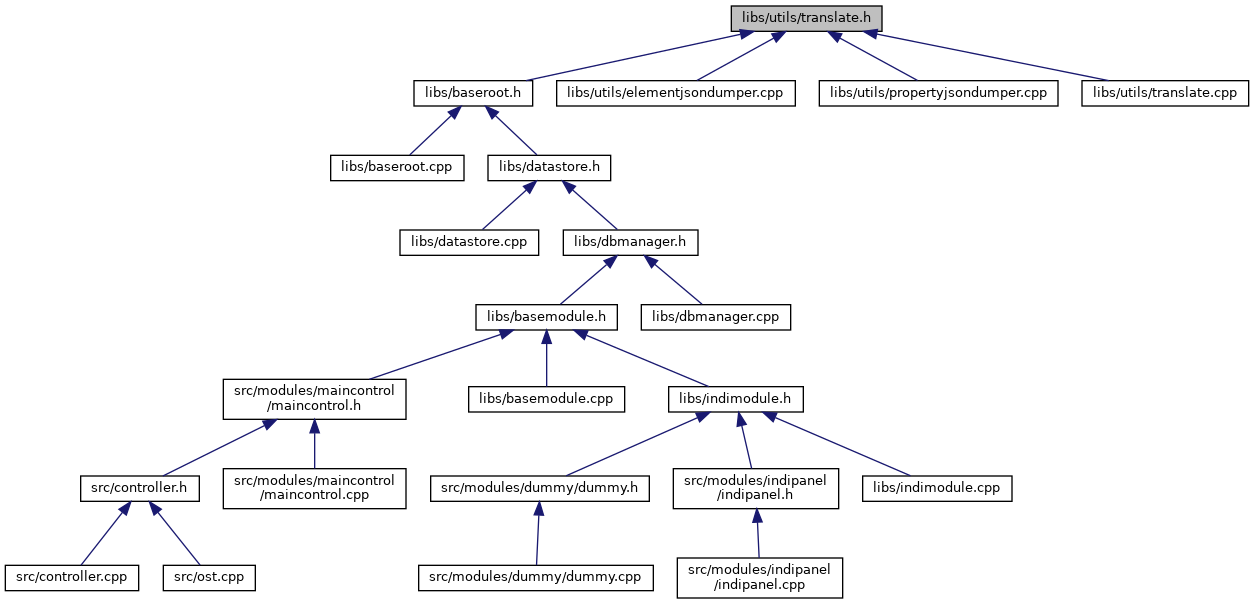 libs/utils/translate.h
libs/baseroot.h
libs/utils/elementjsondumper.cpp
libs/utils/propertyjsondumper.cpp
libs/utils/translate.cpp
libs/baseroot.cpp
libs/datastore.h
libs/datastore.cpp
libs/dbmanager.h
libs/basemodule.h
libs/dbmanager.cpp
src/modules/maincontrol
/maincontrol.h
libs/basemodule.cpp
libs/indimodule.h
src/controller.h
src/modules/maincontrol
/maincontrol.cpp
src/modules/dummy/dummy.h
src/modules/indipanel
/indipanel.h
libs/indimodule.cpp
src/controller.cpp
src/ost.cpp
src/modules/dummy/dummy.cpp
src/modules/indipanel
/indipanel.cpp